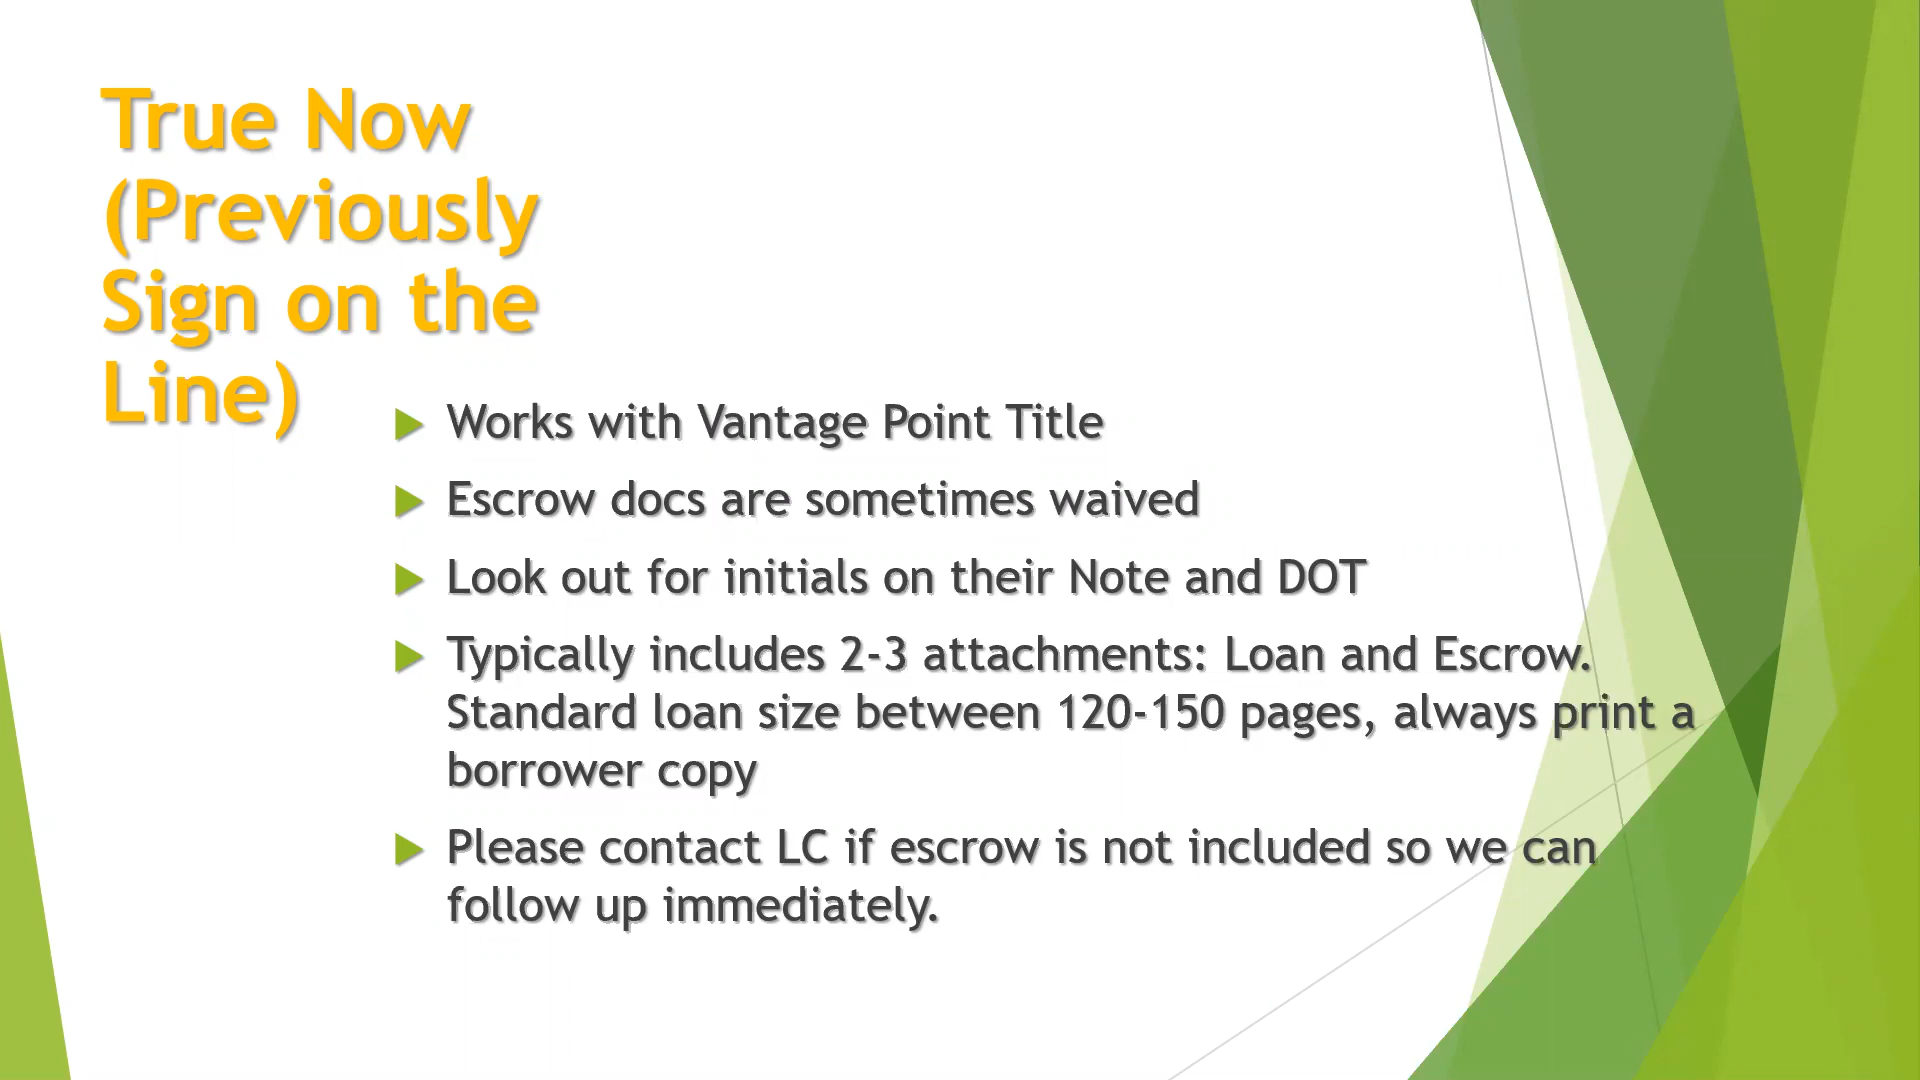 True Now
(Previously
Sign on the
Line)
Works with Vantage Point Title
Escrow docs are sometimes waived
Look out for initials on their Note and DOT
Typically includes 2-3 attachments: Loan and Escrow.
Standard loan size between 120-150 pages, always print a
borrower copy
Please contact LC if escrow is not included so we can
follow up immediately.